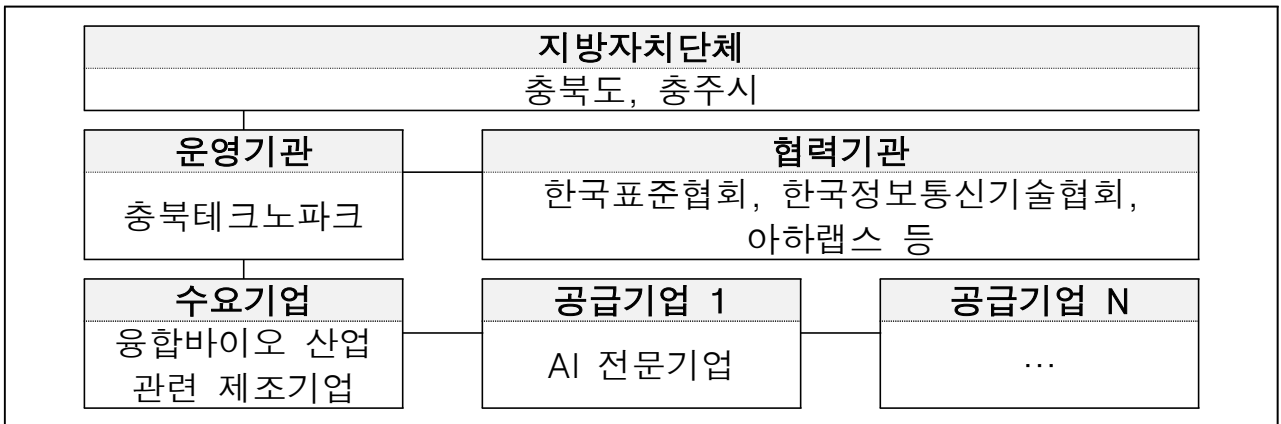 지방자치단체
충북도, 충주시
운영기관
충북테크노파크
협력기관
한국표준협회, 한국정보통신기술협회,
아하랩스 등
수요기업
융합바이오 산업
관련 제조기업
공급기업 1
AI 전문기업
공급기업 N
…